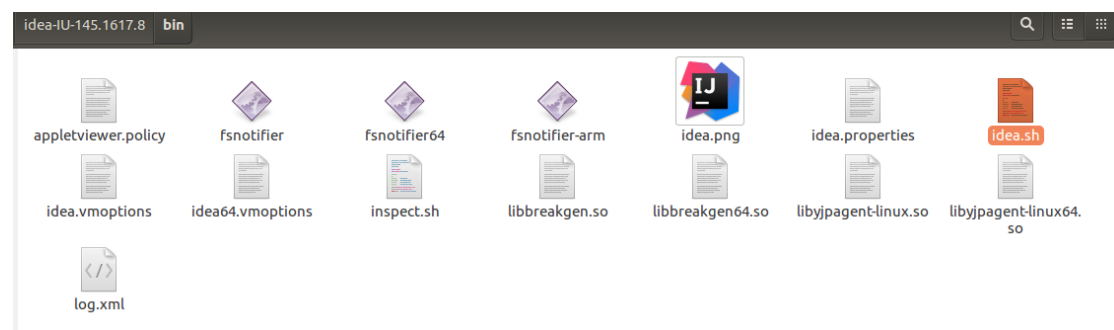 idea-IU-145.1617.8 bin
appletviewer.policy fsnotifier fsnotifier64 fsnotifier-arm idea.png idea.properties idea.sh
idea.vmoptions idea64.vmoptions inspect.sh libbreakgen.so libbreakgen64.so libyjpagent-linux.so libyjpagent-linux64.
so
log.xml